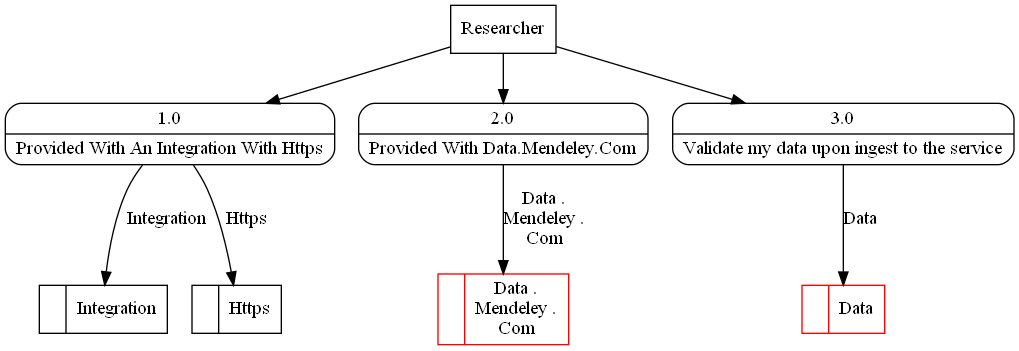 Researcher
1.0
Provided With An Integration With Https
2.0
Provided With Data.Mendeley.Com
3.0
Validate my data upon ingest to the service
Integration
Https
Data .
Mendeley .
Com
Data
Integration
Https
Data .
Mendeley .
Com
Data